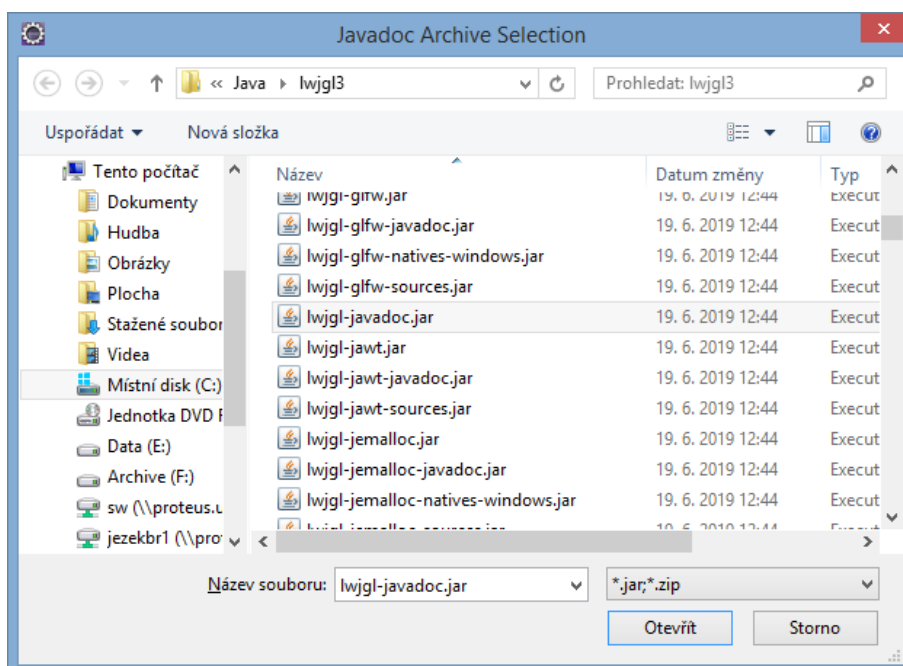 Javadoc Archive Selection
« Java lwjgl3
Prohledat: lwjgl3
Uspořádat Nová složka
Tento počítač
Dokumenty
Hudba
Obrázky
Plocha
Stažené soubor
Videa
Místní disk (C:)
Jednotka DVD
Data (E:)
Archive (F:)
sw (\\proteus.u
jezekbr1 (\\pro
Název Datum změny Typ
lwjgl-glfw.jar 19. 6. 2019 12:44 Execut
lwjgl-glfw-javadoc.jar 19. 6. 2019 12:44 Execut
lwjgl-glfw-natives-windows.jar 19. 6. 2019 12:44 Execut
lwjgl-glfw-sources.jar 19. 6. 2019 12:44 Execut
lwjgl-javadoc.jar 19. 6. 2019 12:44 Execut
lwjgl-jawt.jar 19. 6. 2019 12:44 Execut
lwjgl-jawt-javadoc.jar 19. 6. 2019 12:44 Execut
lwjgl-jawt-sources.jar 19. 6. 2019 12:44 Execut
lwjgl-jemalloc.jar 19. 6. 2019 12:44 Execut
lwjgl-jemalloc-javadoc.jar 19. 6. 2019 12:44 Execut
lwjgl-jemalloc-natives-windows.jar 19. 6. 2019 12:44 Execut
Název souboru: lwjgl-javadoc.jar *.jar;*.zip
Otevřít Storno